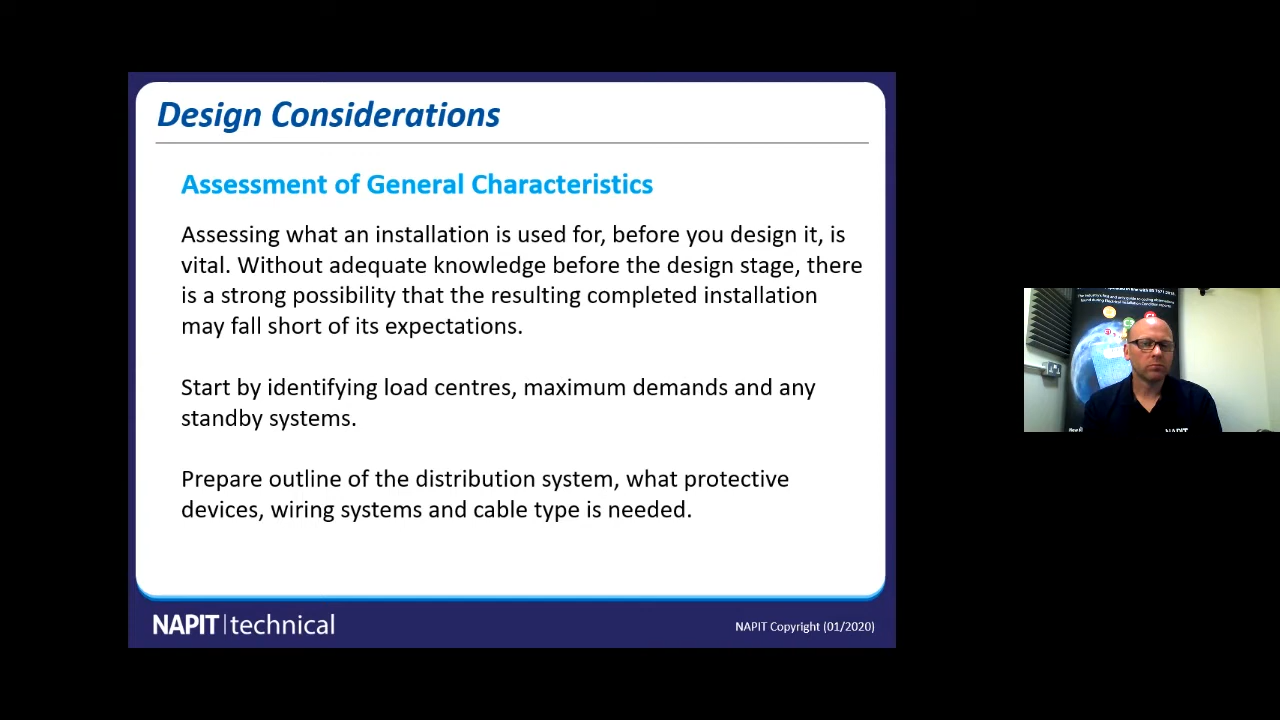 Design Considerations
Assessment of General Characteristics
Assessing what an installation is used for, before you design it, is
vital. Without adequate knowledge before the design stage, there
is a strong possibility that the resulting completed installation
may fall short of its expectations.
Start by identifying load centres, maximum demands and any
standby systems.
Prepare outline of the distribution system, what protective
devices, wiring systems and cable type is needed.
NAPIT technical
NAPIT Copyright (01/2020)
NAPIT